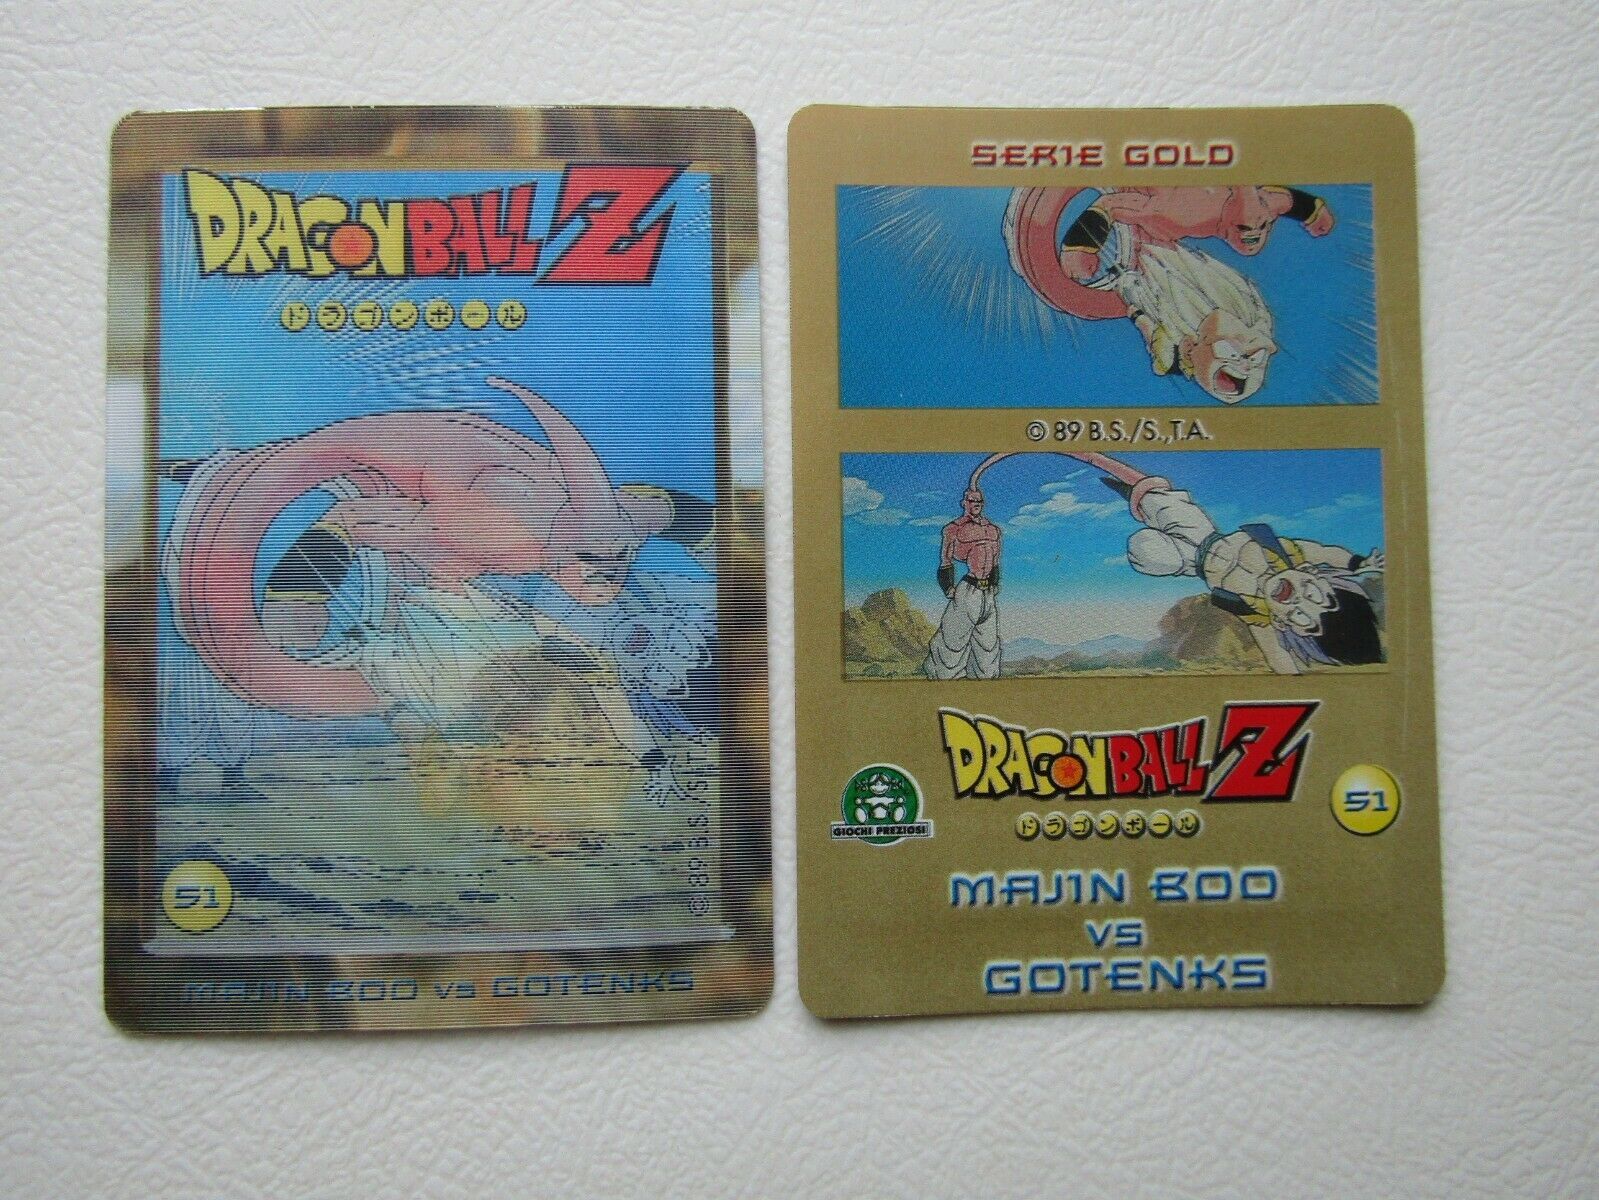 DRAGONBALL Z
ドラゴンボール
51
© 89 B.S./S.,T.A.
MAJIN BOO VS GOTENKS
SERIE GOLD
© 89 B.S./S.,T.A.
DRAGONBALL Z
ドラゴンボール
GIOCHI PREZIOSI
51
MAJIN BOO
VS
GOTENKS